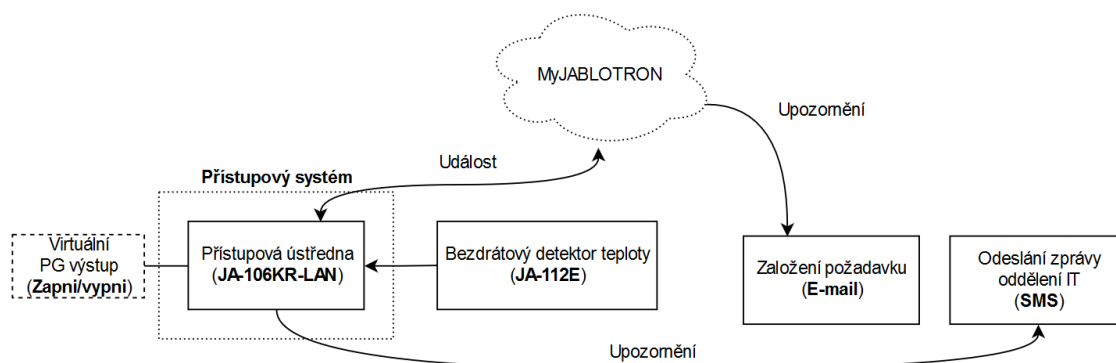 MyJABLOTRON
Upozornění
Událost
Přístupový systém
Virtuální
PG výstup
(Zapni/vypni)
Přístupová ústředna
(JA-106KR-LAN)
Bezdrátový detektor teploty
(JA-112E)
Založení požadavku
(E-mail)
Odeslání zprávy
oddělení IT
(SMS)
Upozornění